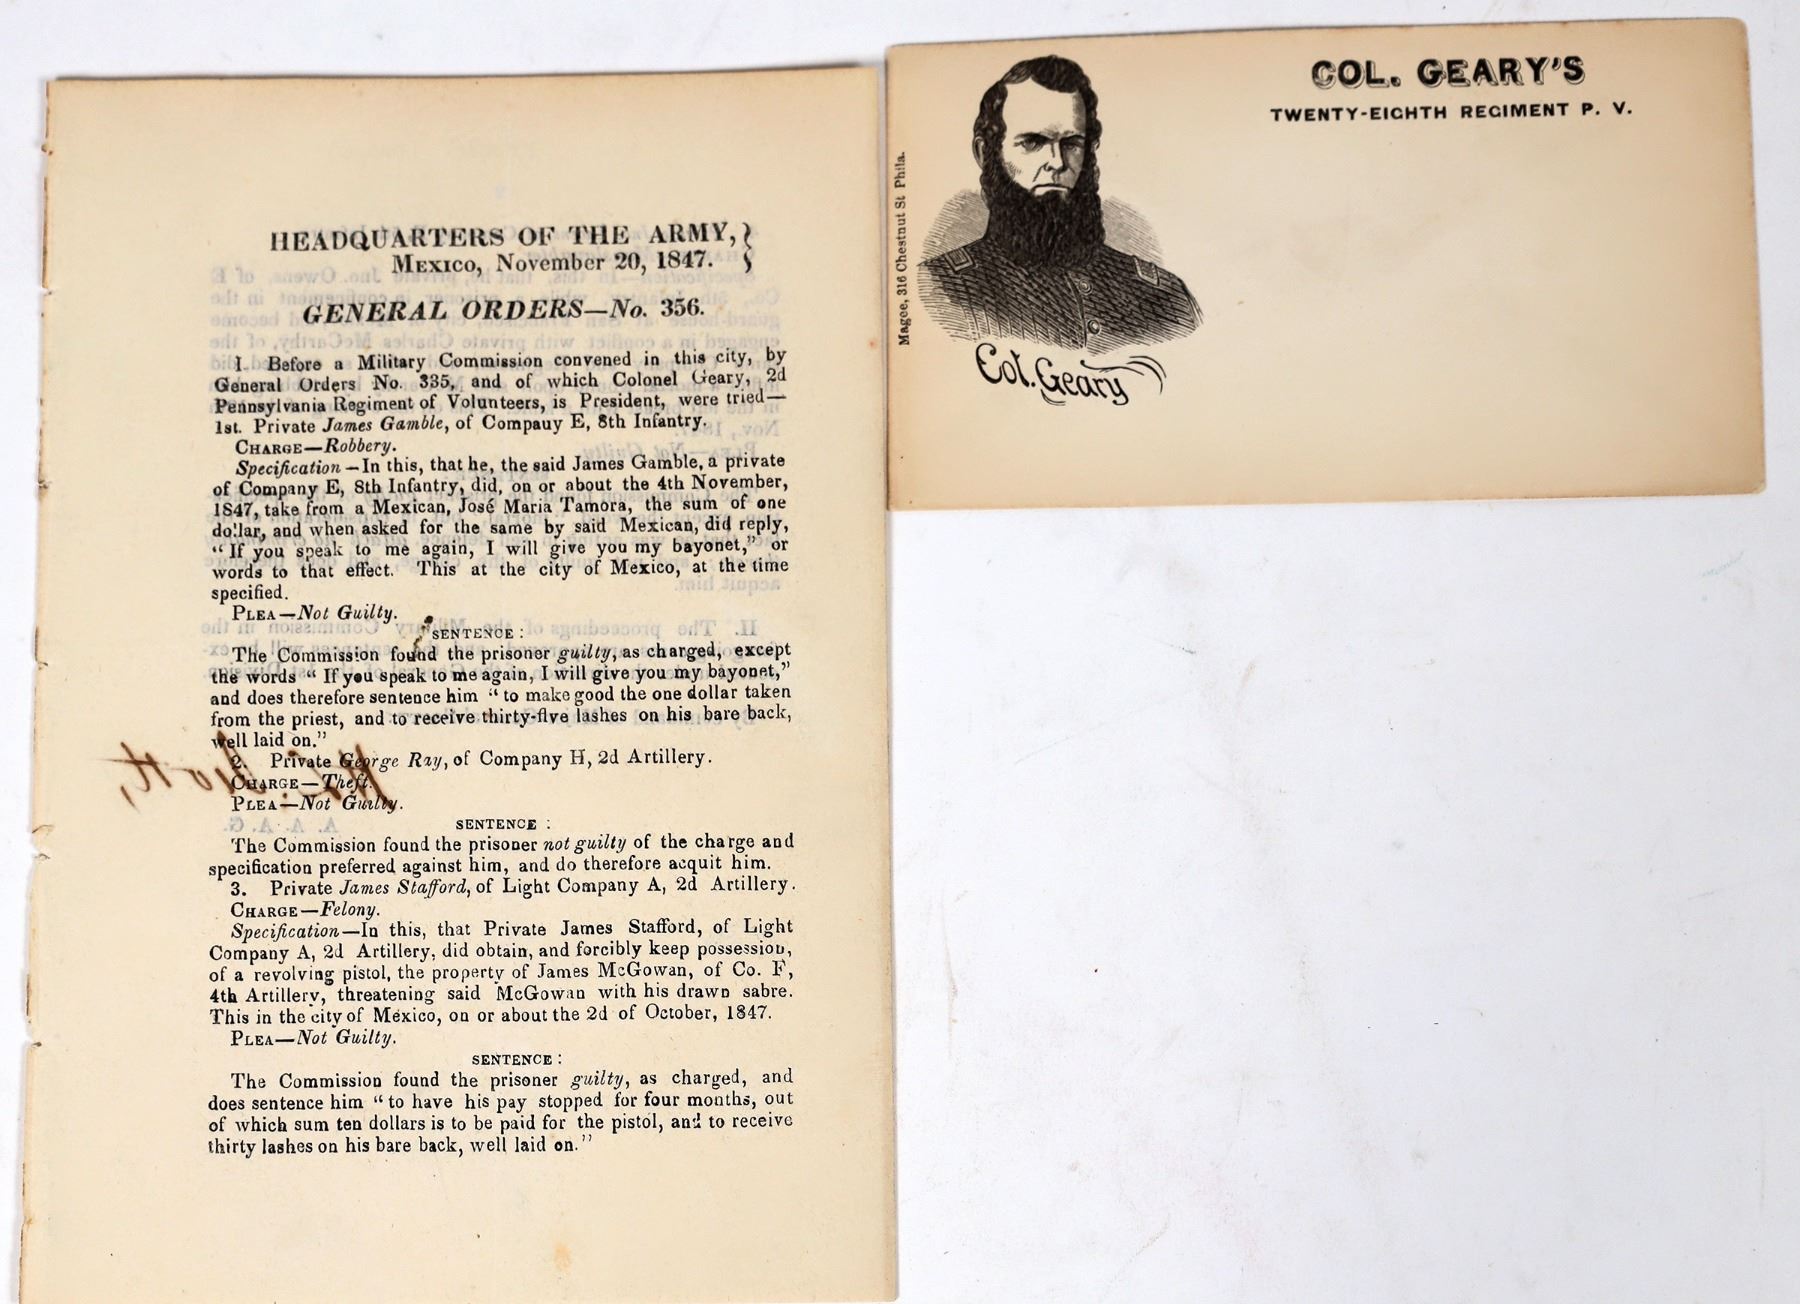 HEADQUARTERS OF THE ARMY,
MEXICO, November 20, 1847.
GENERAL ORDERS—No. 356.
I. Before a Military Commission convened in this city, by
General Orders No. 335, and of which Colonel Geary, 2d
Pennsylvania Regiment of Volunteers, is President, were tried—
1st. Private James Gamble, of Compauy E, 8th Infantry.
CHARGE—Robbery.
Specification—In this, that he, the said James Gamble, a private
of Company E, 8th Infantry, did, on or about the 4th November,
1847, take from a Mexican, José Maria Tamora, the sum of one
dollar, and when asked for the same by said Mexican, did reply,
"If you speak to me again, I will give you my bayonet," or
words to that effect. This at the city of Mexico, at the time
specified.
PLEA—Not Guilty.
SENTENCE:
The Commission found the prisoner guilty, as charged, except
the words "If you speak to me again, I will give you my bayonet,"
and does therefore sentence him "to make good the one dollar taken
from the priest, and to receive thirty-five lashes on his bare back,
well laid on."
2. Private George Ray, of Company H, 2d Artillery.
CHARGE—Theft.
PLEA—Not Guilty.
SENTENCE:
The Commission found the prisoner not guilty of the charge and
specification preferred against him, and do therefore acquit him.
3. Private James Stafford, of Light Company A, 2d Artillery.
CHARGE—Felony.
Specification—In this, that Private James Stafford, of Light
Company A, 2d Artillery, did obtain, and forcibly keep possession,
of a revolving pistol, the property of James McGowan, of Co. F,
4th Artillery, threatening said McGowan with his drawn sabre.
This in the city of Mexico, on or about the 2d of October, 1847.
PLEA—Not Guilty.
SENTENCE:
The Commission found the prisoner guilty, as charged, and
does sentence him "to have his pay stopped for four months, out
of which sum ten dollars is to be paid for the pistol, and to receive
thirty lashes on his bare back, well laid on."
COL. GEARY'S
TWENTY-EIGHTH REGIMENT P. V.
Magee, 316 Chestnut St Phila.
Col. Geary